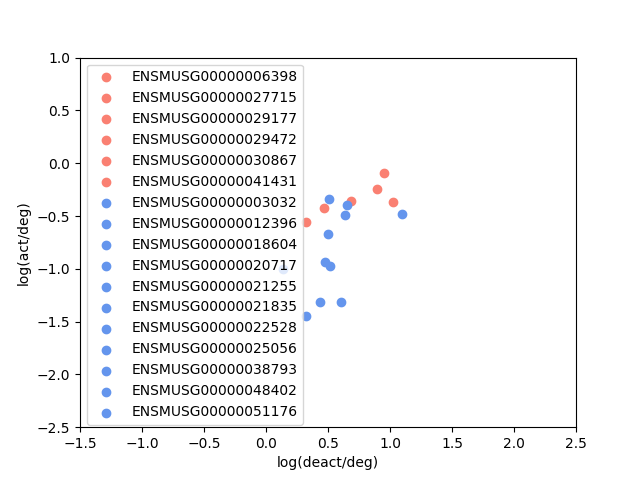 1.0
0.5
0.0
−0.5
−1.0
−1.5
−2.0
−2.5
log(act/deg)
ENSMUSG00000006398
ENSMUSG00000027715
ENSMUSG00000029177
ENSMUSG00000029472
ENSMUSG00000030867
ENSMUSG00000041431
ENSMUSG00000003032
ENSMUSG00000012396
ENSMUSG00000018604
ENSMUSG00000020717
ENSMUSG00000021255
ENSMUSG00000021835
ENSMUSG00000022528
ENSMUSG00000025056
ENSMUSG00000038793
ENSMUSG00000048402
ENSMUSG00000051176
−1.5 −1.0 −0.5 0.0 0.5 1.0 1.5 2.0 2.5
log(deact/deg)